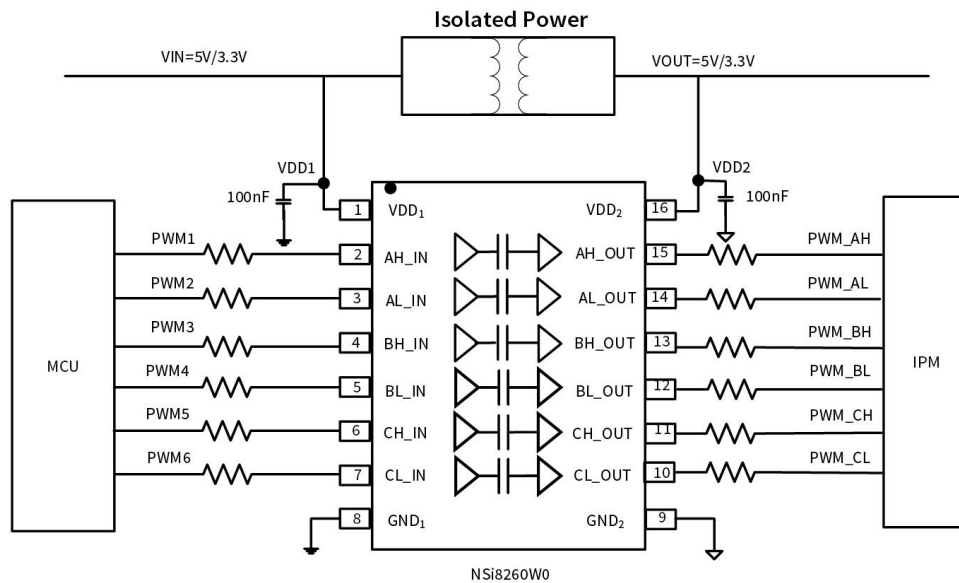 Isolated Power
VIN=5V/3.3V
VOUT=5V/3.3V
VDD1
VDD2
100nF
100nF
1
VDD₁
VDD₂
16
PWM1
2
AH_IN
AH_OUT
15
PWM_AH
PWM2
3
AL_IN
AL_OUT
14
PWM_AL
PWM3
4
BH_IN
BH_OUT
13
PWM_BH
MCU
IPM
PWM4
5
BL_IN
BL_OUT
12
PWM_BL
PWM5
6
CH_IN
CH_OUT
11
PWM_CH
PWM6
7
CL_IN
CL_OUT
10
PWM_CL
8
GND₁
GND₂
9
NSi8260W0